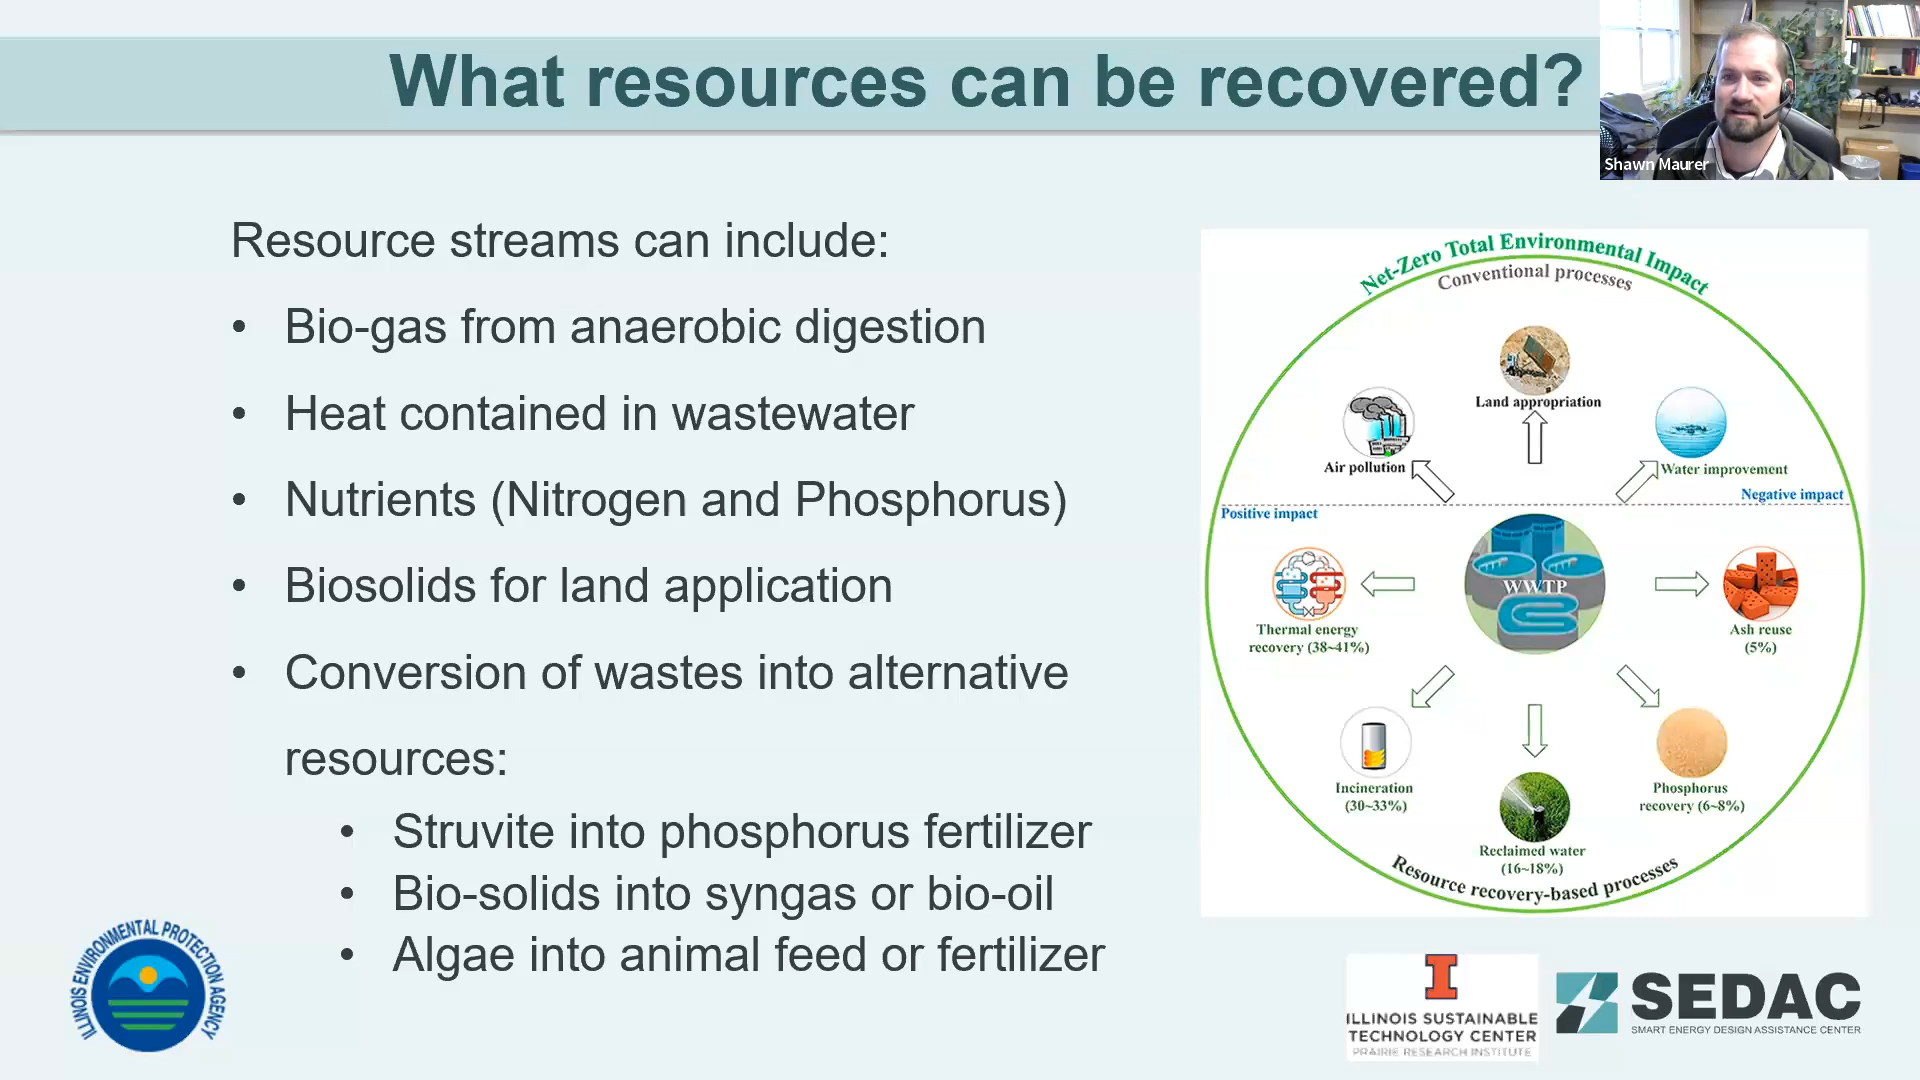 What resources can be recovered?
Shawn Maurer
Resource streams can include:
• Bio-gas from anaerobic digestion
• Heat contained in wastewater
• Nutrients (Nitrogen and Phosphorus)
• Biosolids for land application
• Conversion of wastes into alternative
resources:
• Struvite into phosphorus fertilizer
• Bio-solids into syngas or bio-oil
• Algae into animal feed or fertilizer
Net-Zero Total Environmental Impact
Conventional processes
Land appropriation
Air pollution
Water improvement
Negative impact
Positive impact
WWTP
Thermal energy
recovery (38~41%)
Ash reuse
(5%)
Incineration
(30~33%)
Phosphorus
recovery (6~8%)
Reclaimed water
(16~18%)
Resource recovery-based processes
ILLINOIS ENVIRONMENTAL PROTECTION AGENCY
I
ILLINOIS SUSTAINABLE
TECHNOLOGY CENTER
PRAIRIE RESEARCH INSTITUTE
SEDAC
SMART ENERGY DESIGN ASSISTANCE CENTER